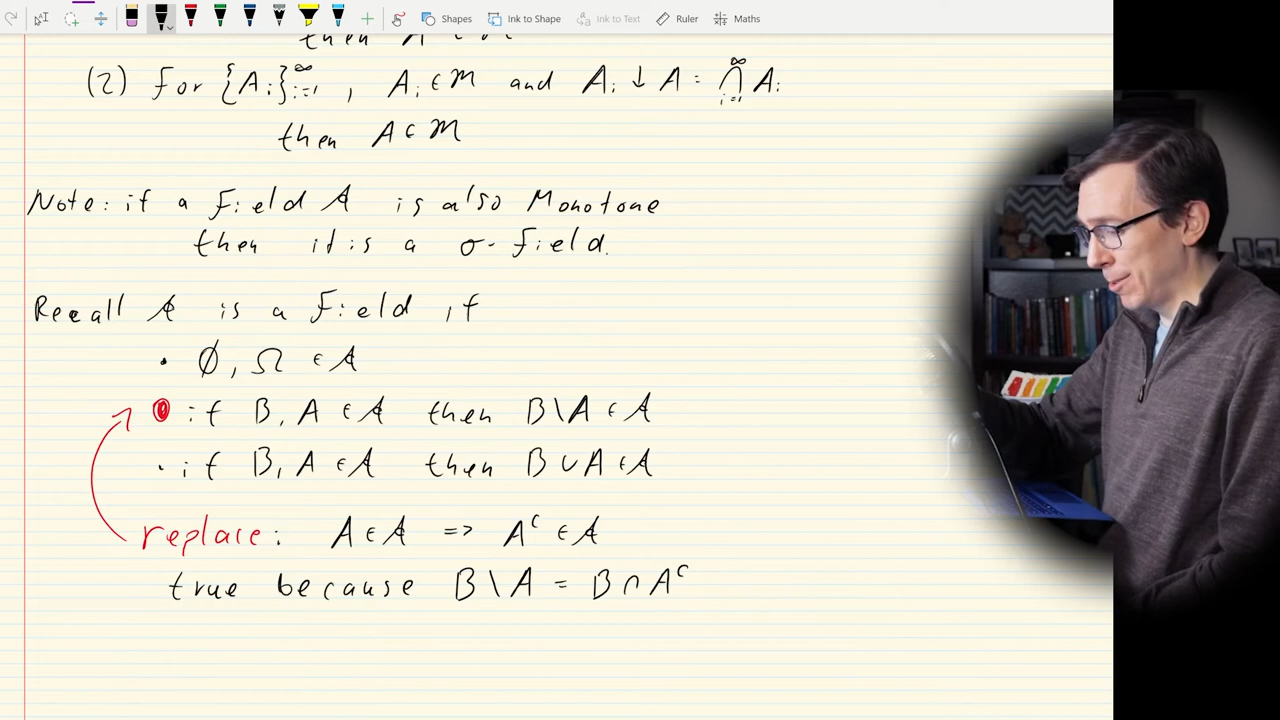 Shapes Ink to Shape Ink to Text Ruler Maths
then A
(2) for {Aᵢ}ᵢ₌₁^∞ , Aᵢ ∈ M and Aᵢ ↓ A = ⋂ᵢ₌₁^∞ Aᵢ
then A ∈ M
Note: if a field A is also Monotone
then it is a σ-field.
Recall A is a field if
• ∅, Ω ∈ A
• if B, A ∈ A then B \ A ∈ A
• if B, A ∈ A then B ∪ A ∈ A
replace: A ∈ A => Aᶜ ∈ A
true because B \ A = B ∩ Aᶜ